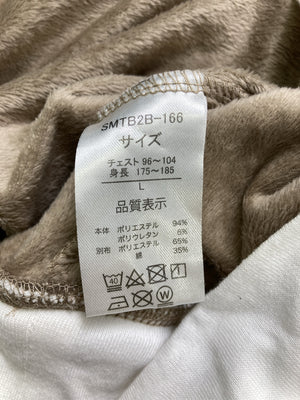 SMTB2B-166
サイズ
チェスト 96～104
身長 175～185
L
品質表示
本体 ポリエステル 94%
ポリウレタン 6%
別布 ポリエステル 65%
綿 35%
40 1
W